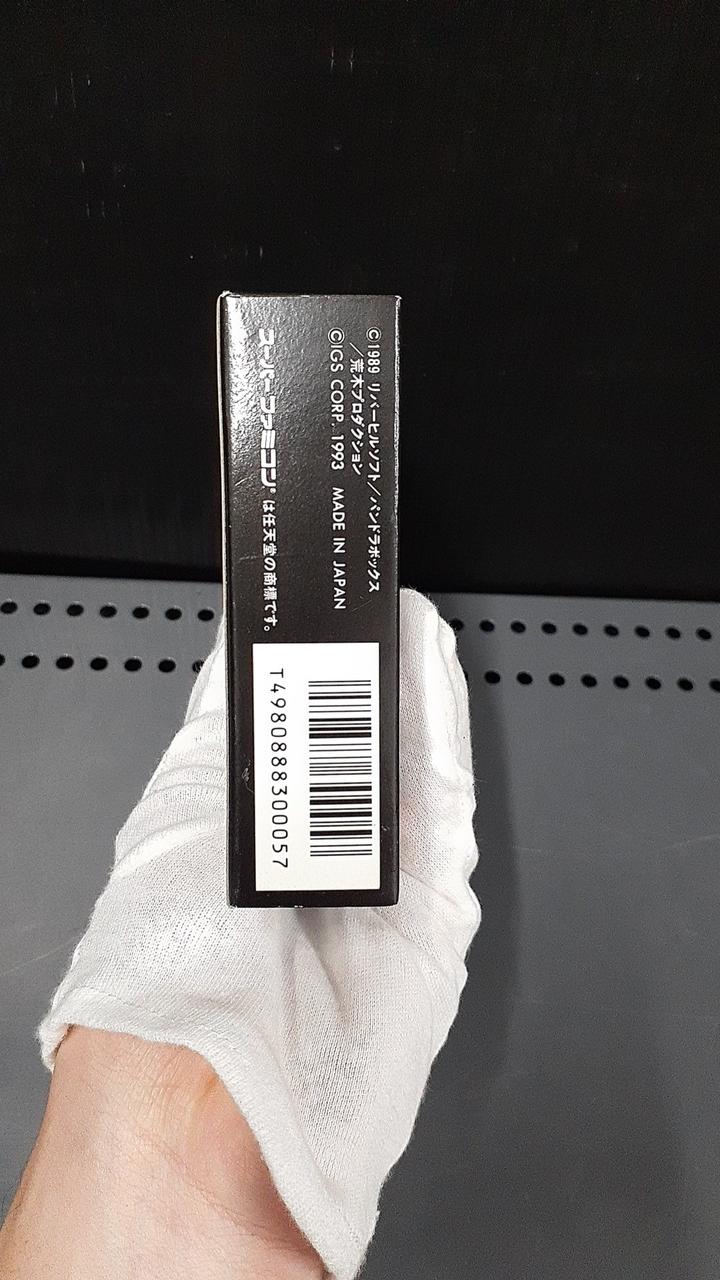 ©1989 リバーヒルソフト/パンドラボックス
/荒木プロダクション
©IGS CORP. 1993 MADE IN JAPAN
スーパーファミコン® は任天堂の商標です。
T4980888300057